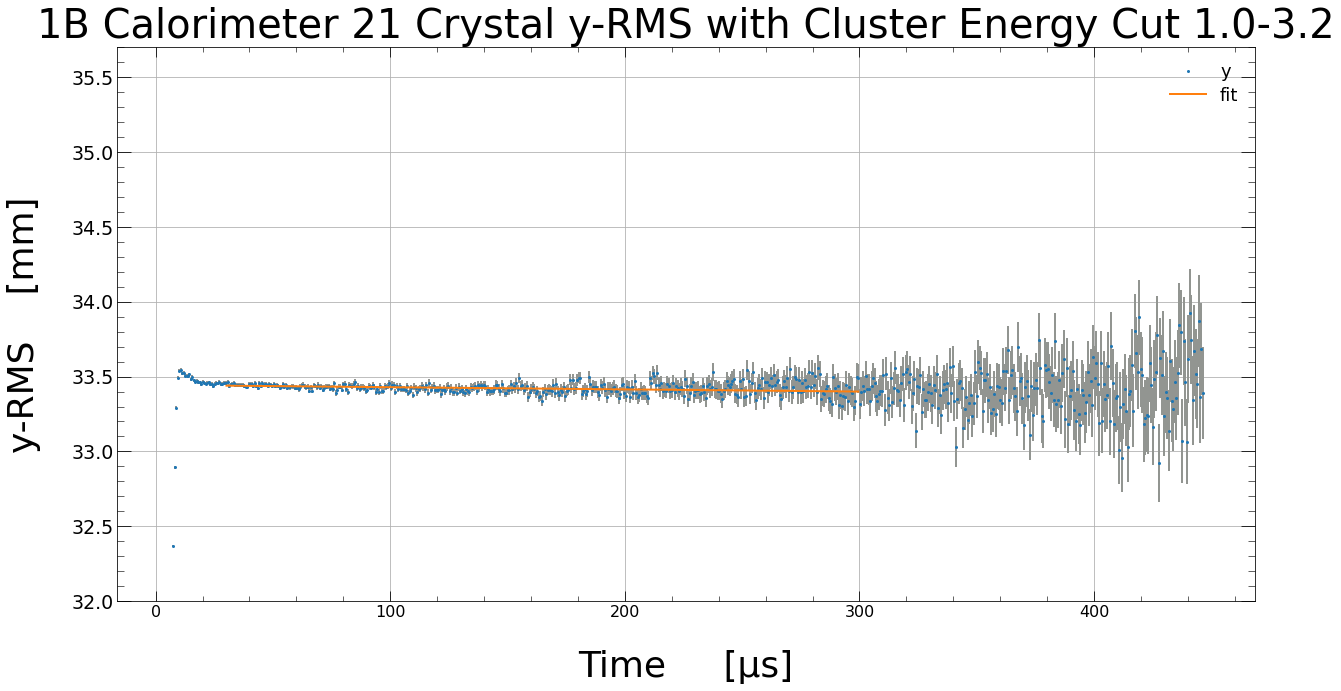 1B Calorimeter 21 Crystal y-RMS with Cluster Energy Cut 1.0-3.2
y
fit
35.5
35.0
34.5
34.0
33.5
33.0
32.5
32.0
y-RMS [mm]
0 100 200 300 400
Time [µs]